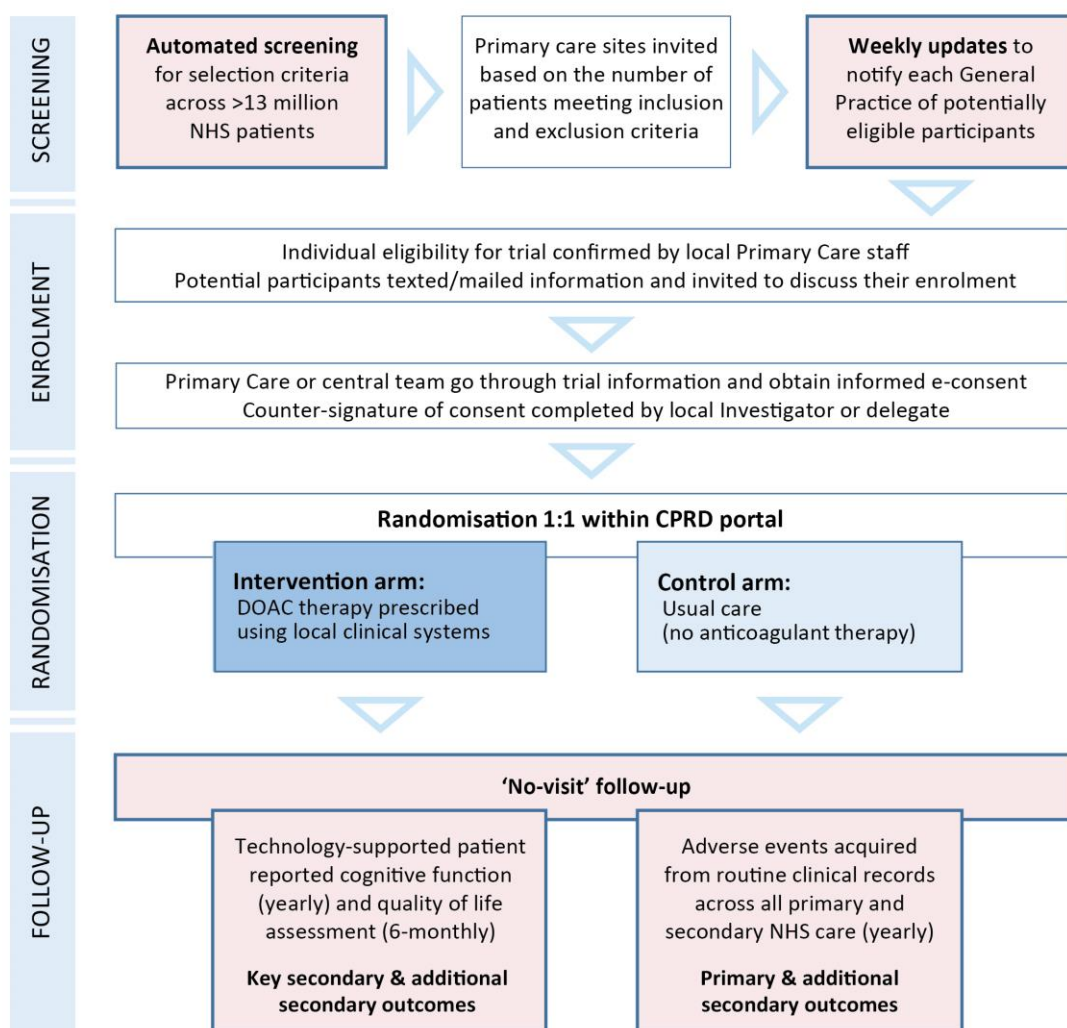 SCREENING
Automated screening
for selection criteria
across >13 million
NHS patients
Primary care sites invited
based on the number of
patients meeting inclusion
and exclusion criteria
Weekly updates to
notify each General
Practice of potentially
eligible participants
ENROLMENT
Individual eligibility for trial confirmed by local Primary Care staff
Potential participants texted/mailed information and invited to discuss their enrolment
Primary Care or central team go through trial information and obtain informed e-consent
Counter-signature of consent completed by local Investigator or delegate
RANDOMISATION
Randomisation 1:1 within CPRD portal
Intervention arm:
DOAC therapy prescribed
using local clinical systems
Control arm:
Usual care
(no anticoagulant therapy)
FOLLOW-UP
‘No-visit’ follow-up
Technology-supported patient
reported cognitive function
(yearly) and quality of life
assessment (6-monthly)
Key secondary & additional
secondary outcomes
Adverse events acquired
from routine clinical records
across all primary and
secondary NHS care (yearly)
Primary & additional
secondary outcomes